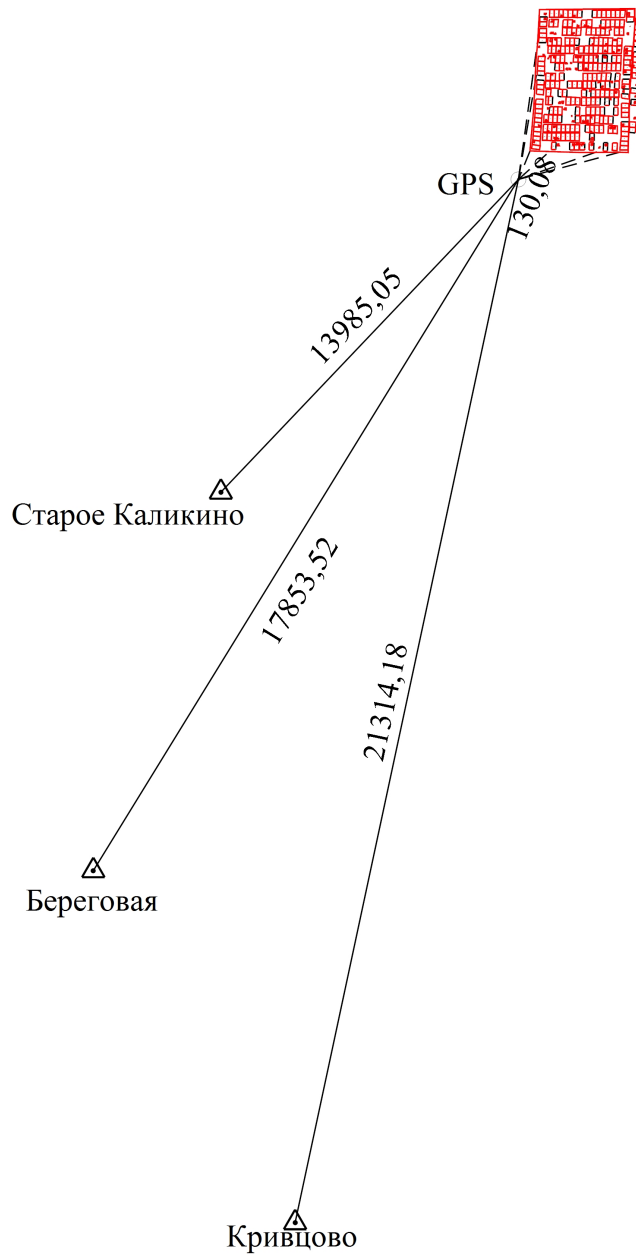 GPS
130,08
13985,05
Старое Каликино
17853,52
21314,18
Береговая
Кривцово